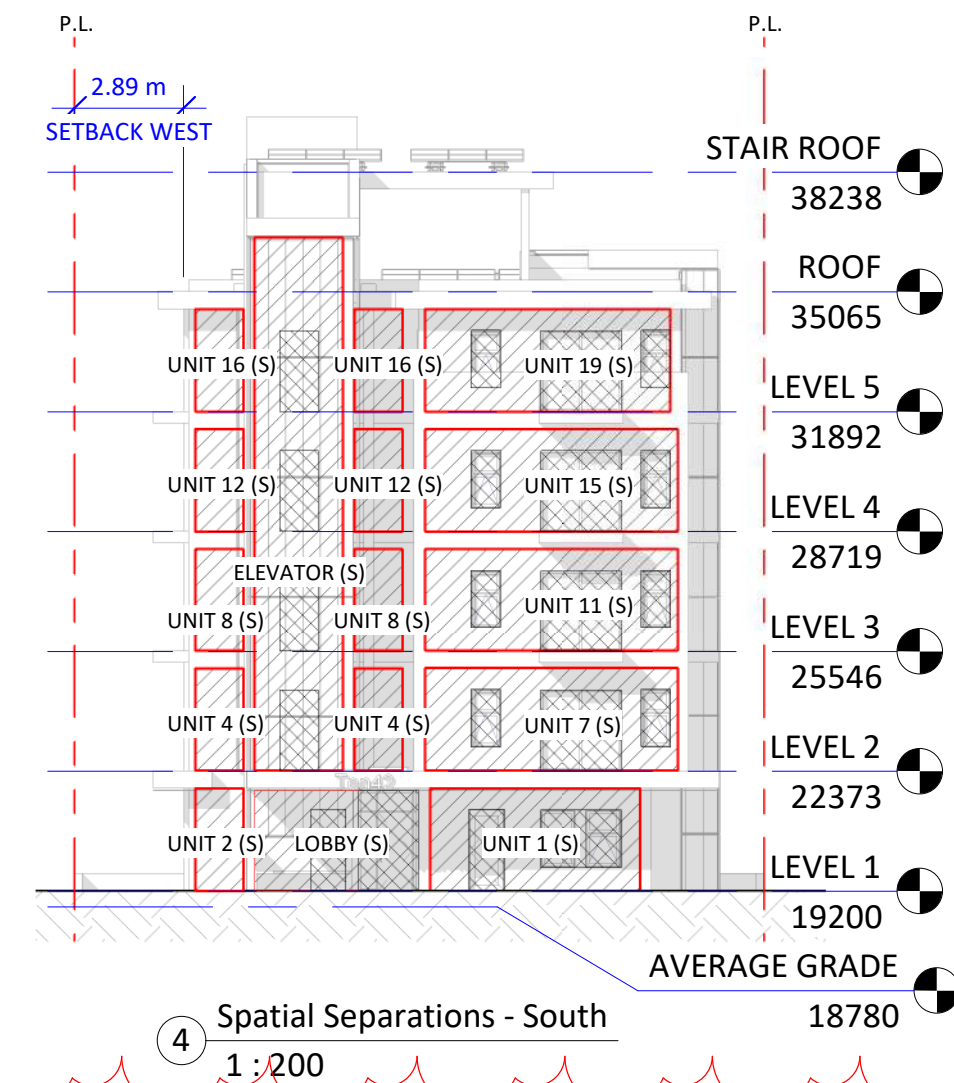 P.L.
P.L.
2.89 m
SETBACK WEST
STAIR ROOF
38238
ROOF
35065
UNIT 16 (S)
UNIT 16 (S)
UNIT 19 (S)
LEVEL 5
31892
UNIT 12 (S)
UNIT 12 (S)
UNIT 15 (S)
LEVEL 4
28719
ELEVATOR (S)
UNIT 8 (S)
UNIT 8 (S)
UNIT 11 (S)
LEVEL 3
25546
UNIT 4 (S)
UNIT 4 (S)
UNIT 7 (S)
LEVEL 2
22373
UNIT 2 (S)
LOBBY (S)
UNIT 1 (S)
LEVEL 1
19200
AVERAGE GRADE
18780
4
Spatial Separations - South
1 : 200